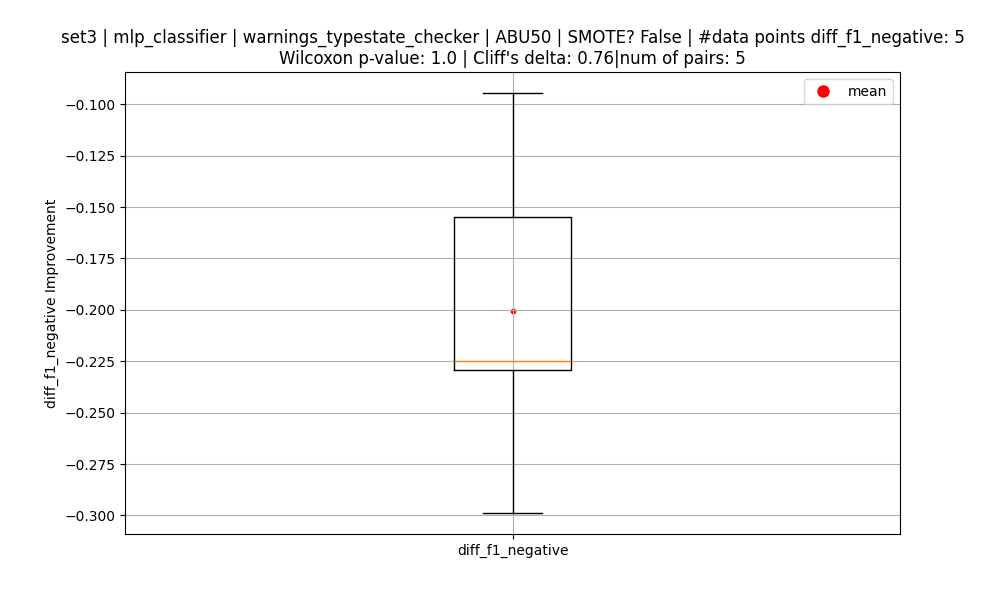 set3 | mlp_classifier | warnings_typestate_checker | ABU50 | SMOTE? False | #data points diff_f1_negative: 5
Wilcoxon p-value: 1.0 | Cliff's delta: 0.76|num of pairs: 5
mean
−0.100
−0.125
−0.150
−0.175
−0.200
−0.225
−0.250
−0.275
−0.300
diff_f1_negative Improvement
diff_f1_negative